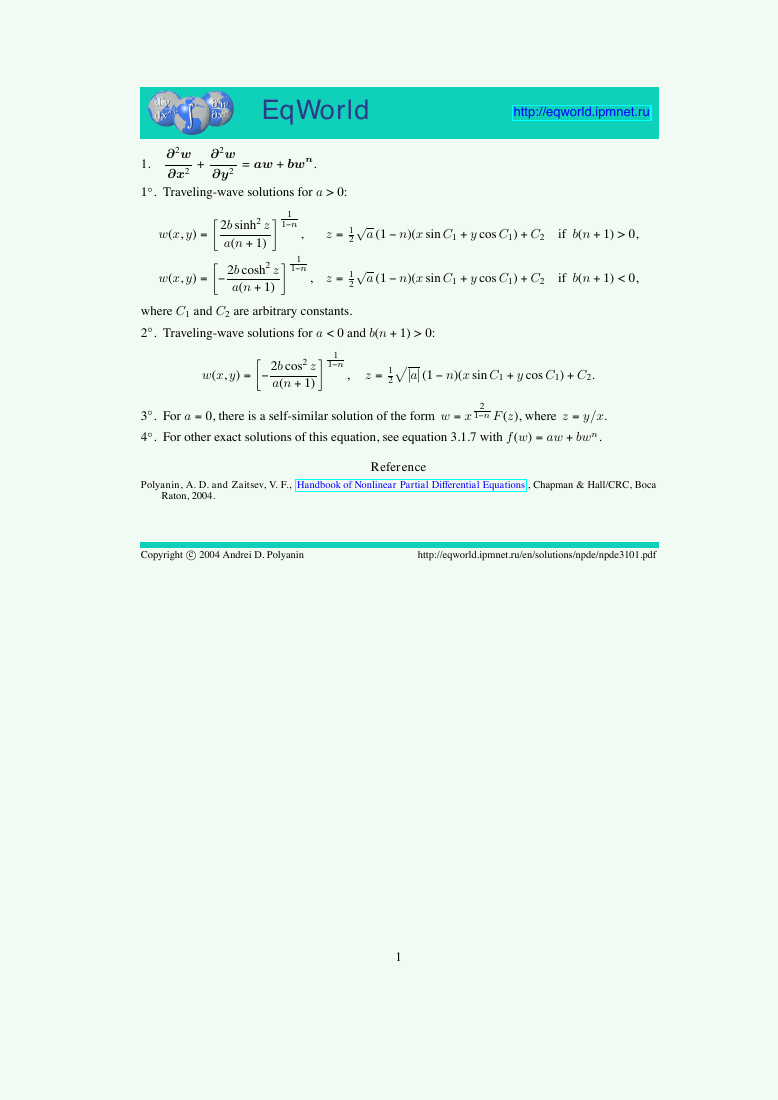 EqWorld
http://eqworld.ipmnet.ru
1. ∂²w/∂x² + ∂²w/∂y² = aw + bwⁿ.
1°. Traveling-wave solutions for a > 0:
w(x, y) = [2b sinh² z / a(n + 1)]^(1/(1−n)), z = ½√a (1 − n)(x sin C₁ + y cos C₁) + C₂ if b(n + 1) > 0,
w(x, y) = [−2b cosh² z / a(n + 1)]^(1/(1−n)), z = ½√a (1 − n)(x sin C₁ + y cos C₁) + C₂ if b(n + 1) < 0,
where C₁ and C₂ are arbitrary constants.
2°. Traveling-wave solutions for a < 0 and b(n + 1) > 0:
w(x, y) = [−2b cos² z / a(n + 1)]^(1/(1−n)), z = ½√|a| (1 − n)(x sin C₁ + y cos C₁) + C₂.
3°. For a = 0, there is a self-similar solution of the form w = x^(2/(1−n)) F(z), where z = y/x.
4°. For other exact solutions of this equation, see equation 3.1.7 with f(w) = aw + bwⁿ.
Reference
Polyanin, A. D. and Zaitsev, V. F., Handbook of Nonlinear Partial Differential Equations, Chapman & Hall/CRC, Boca
Raton, 2004.
Copyright © 2004 Andrei D. Polyanin http://eqworld.ipmnet.ru/en/solutions/npde/npde3101.pdf
1